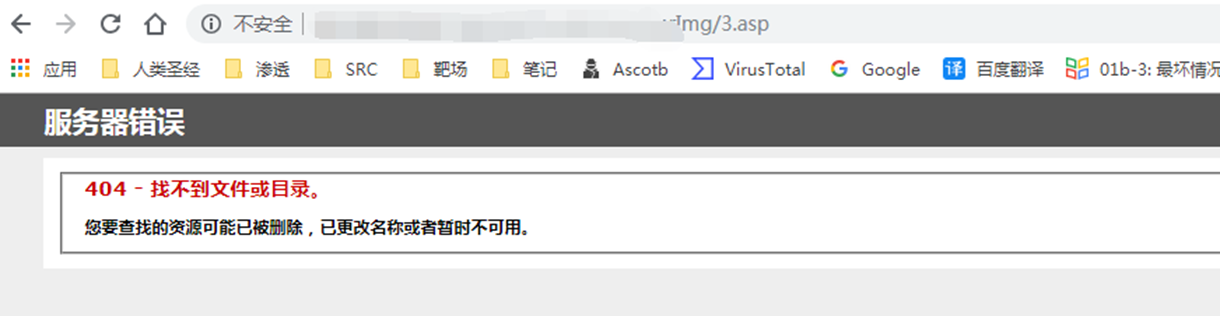 不安全 Img/3.asp
应用 人类圣经 渗透 SRC 靶场 笔记 Ascotb VirusTotal Google 译 百度翻译 01b-3: 最坏情况
服务器错误
404 - 找不到文件或目录。
您要查找的资源可能已被删除，已更改名称或者暂时不可用。